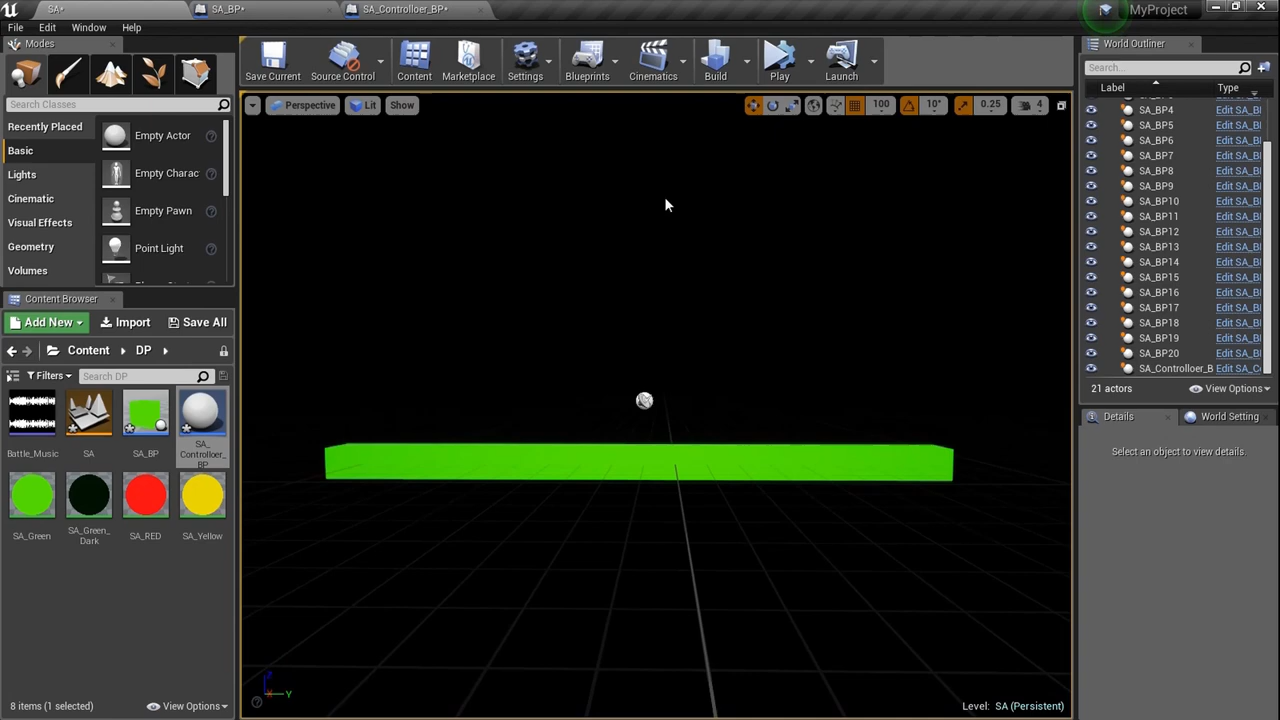 SA*
SA_BP*
SA_Controlloer_BP*
MyProject
File Edit Window Help
Modes
Search Classes
Recently Placed
Basic
Lights
Cinematic
Visual Effects
Geometry
Volumes
Empty Actor
Empty Charac
Empty Pawn
Point Light
Save Current
Source Control
Content
Marketplace
Settings
Blueprints
Cinematics
Build
Play
Launch
Perspective
Lit
Show
100
10°
0.25
4
Level: SA (Persistent)
Content Browser
Add New
Import
Save All
Content
DP
Filters
Search DP
Battle_Music
SA
SA_BP
SA_
Controlloer_
BP
SA_Green
SA_Green_
Dark
SA_RED
SA_Yellow
8 items (1 selected)
View Options
World Outliner
Search...
Label Type
SA_BP4 Edit SA_Bl
SA_BP5 Edit SA_Bl
SA_BP6 Edit SA_Bl
SA_BP7 Edit SA_Bl
SA_BP8 Edit SA_Bl
SA_BP9 Edit SA_Bl
SA_BP10 Edit SA_Bl
SA_BP11 Edit SA_Bl
SA_BP12 Edit SA_Bl
SA_BP13 Edit SA_Bl
SA_BP14 Edit SA_Bl
SA_BP15 Edit SA_Bl
SA_BP16 Edit SA_Bl
SA_BP17 Edit SA_Bl
SA_BP18 Edit SA_Bl
SA_BP19 Edit SA_Bl
SA_BP20 Edit SA_Bl
SA_Controlloer_B Edit SA_Co
21 actors
View Options
Details
World Setting
Select an object to view details.